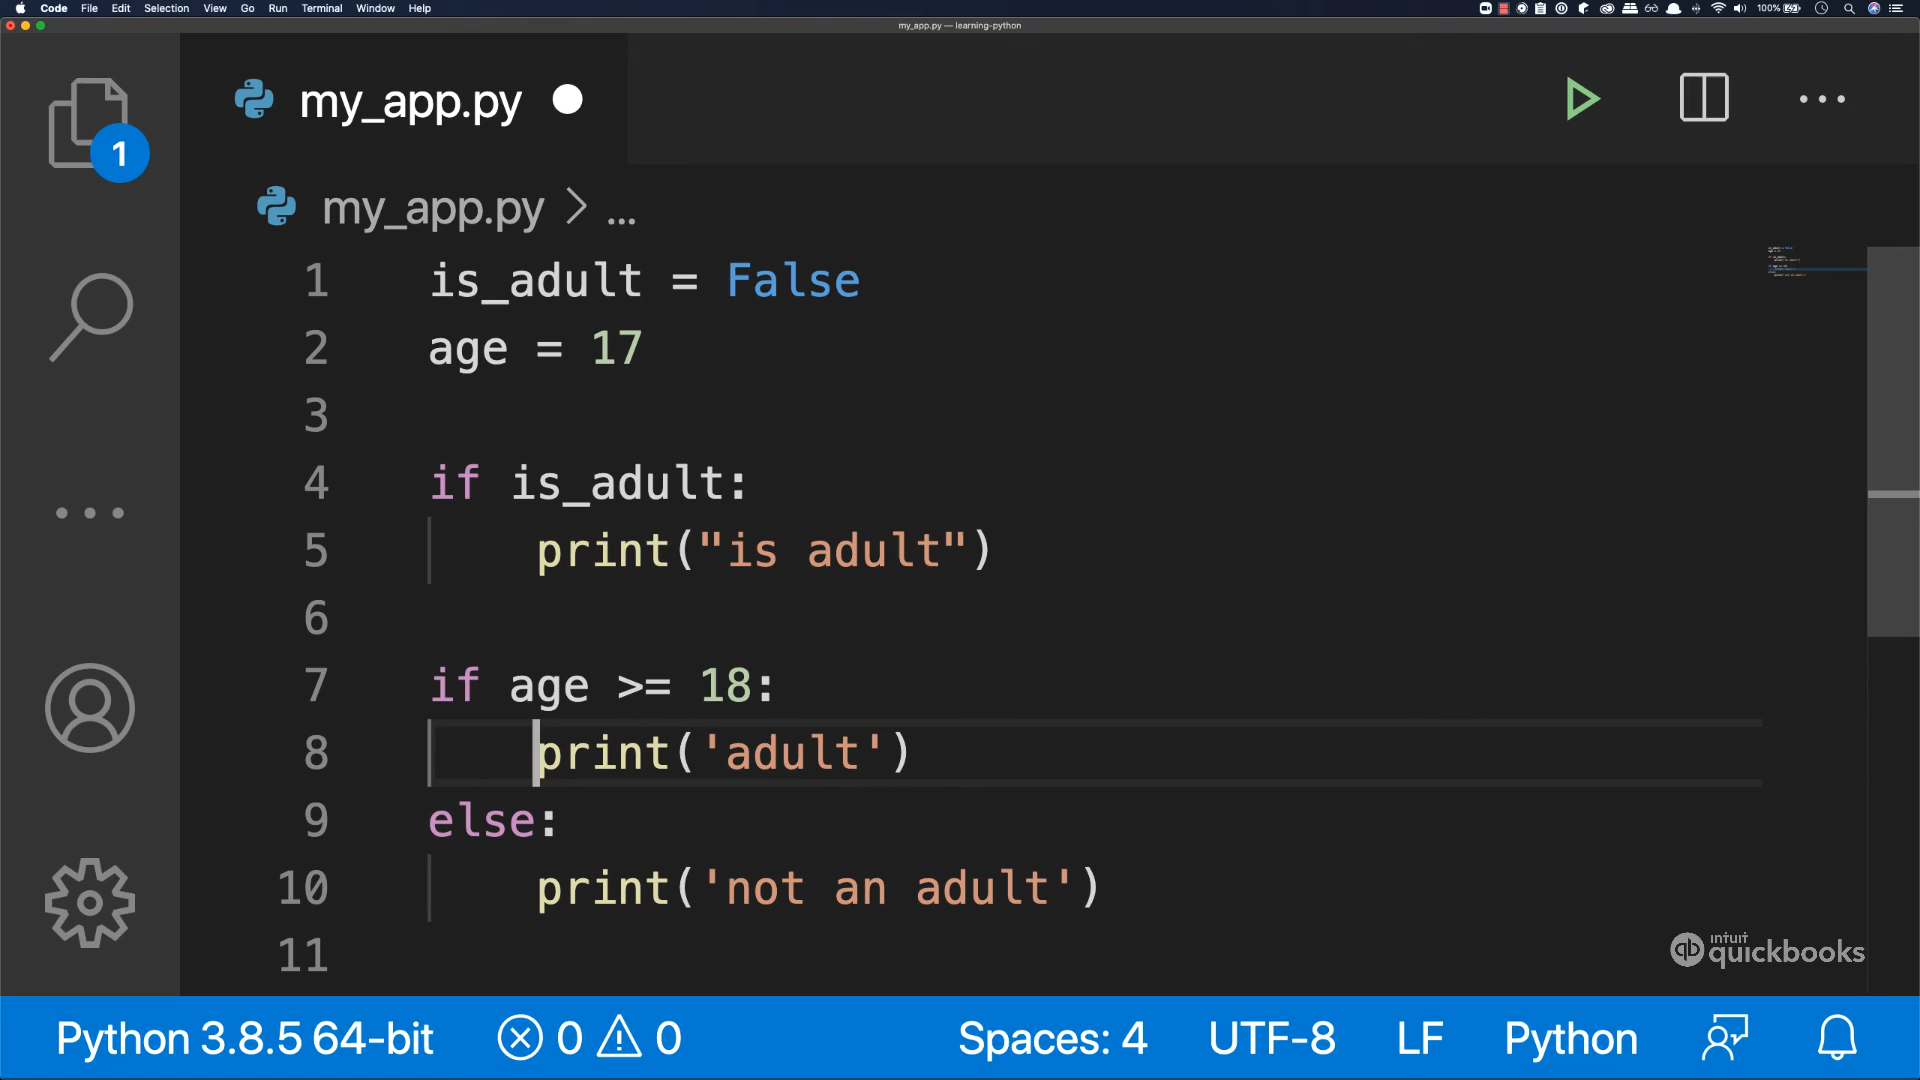 Code File Edit Selection View Go Run Terminal Window Help
100%
my_app.py — learning-python
my_app.py
1
my_app.py > ...
1 is_adult = False
2 age = 17
3
4 if is_adult:
5 print("is adult")
6
7 if age >= 18:
8 print('adult')
9 else:
10 print('not an adult')
11
intuit
qb quickbooks
Python 3.8.5 64-bit 0 0 Spaces: 4 UTF-8 LF Python